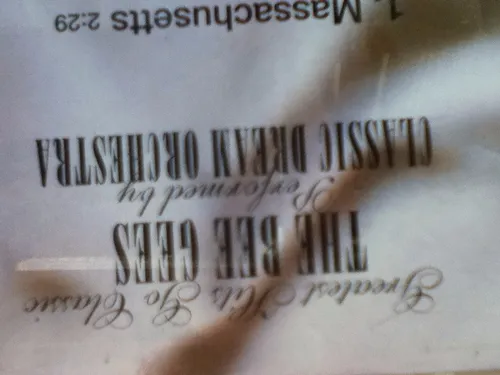 Greatest Hits Go Classic
THE BEE GEES
Performed by
CLASSIC DREAM ORCHESTRA
1. Massachusetts 2:29